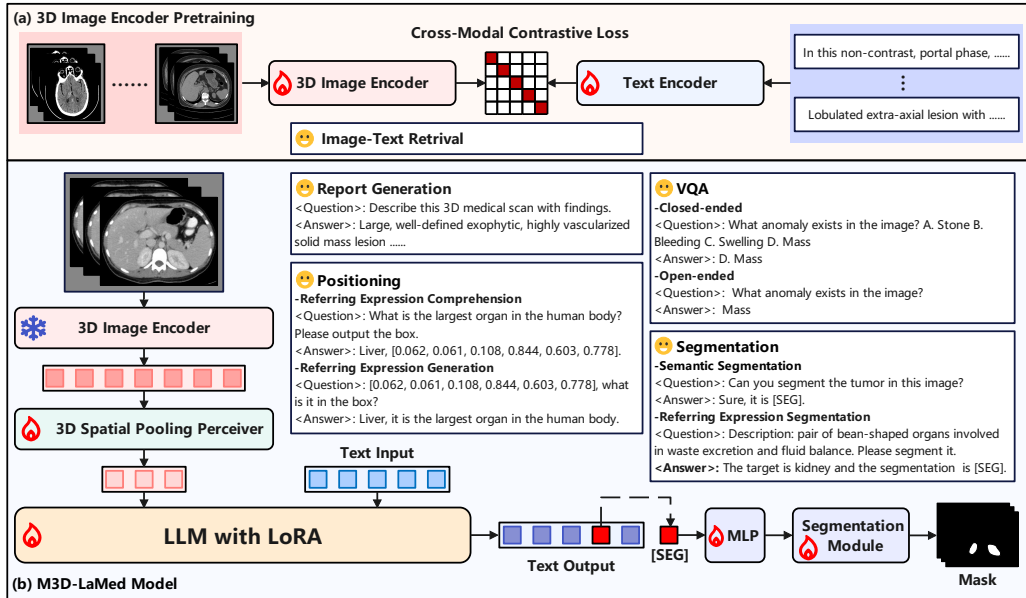 (a) 3D Image Encoder Pretraining
Cross-Modal Contrastive Loss
3D Image Encoder
Text Encoder
In this non-contrast, portal phase, ......
Lobulated extra-axial lesion with ......
Image-Text Retrival
Report Generation
<Question>: Describe this 3D medical scan with findings.
<Answer>: Large, well-defined exophytic, highly vascularized
solid mass lesion ......
VQA
-Closed-ended
<Question>: What anomaly exists in the image? A. Stone B.
Bleeding C. Swelling D. Mass
<Answer>: D. Mass
-Open-ended
<Question>: What anomaly exists in the image?
<Answer>: Mass
Positioning
-Referring Expression Comprehension
<Question>: What is the largest organ in the human body?
Please output the box.
<Answer>: Liver, [0.062, 0.061, 0.108, 0.844, 0.603, 0.778].
-Referring Expression Generation
<Question>: [0.062, 0.061, 0.108, 0.844, 0.603, 0.778], what
is it in the box?
<Answer>: Liver, it is the largest organ in the human body.
Segmentation
-Semantic Segmentation
<Question>: Can you segment the tumor in this image?
<Answer>: Sure, it is [SEG].
-Referring Expression Segmentation
<Question>: Description: pair of bean-shaped organs involved
in waste excretion and fluid balance. Please segment it.
<Answer>: The target is kidney and the segmentation is [SEG].
3D Image Encoder
3D Spatial Pooling Perceiver
Text Input
LLM with LoRA
Text Output
[SEG]
MLP
Segmentation
Module
Mask
(b) M3D-LaMed Model